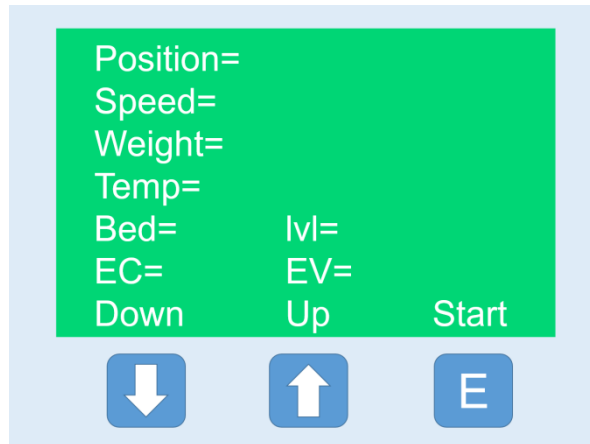 Position=
Speed=
Weight=
Temp=
Bed= lvl=
EC= EV=
Down Up Start
E